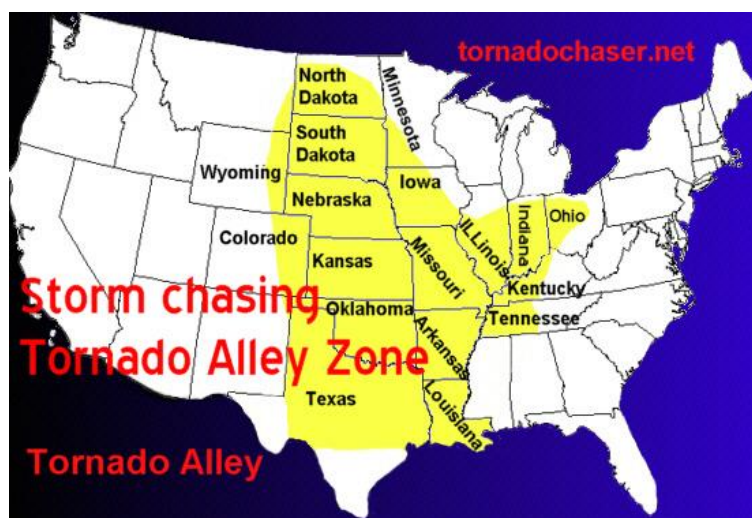 tornadochaser.net
North
Dakota
Minnesota
South
Dakota
Wyoming
Iowa
Nebraska
ILLinois
Indiana
Ohio
Colorado
Missouri
Kansas
Kentucky
Storm chasing
Oklahoma
Tennessee
Arkansas
Tornado Alley Zone
Texas
Louisiana
Tornado Alley